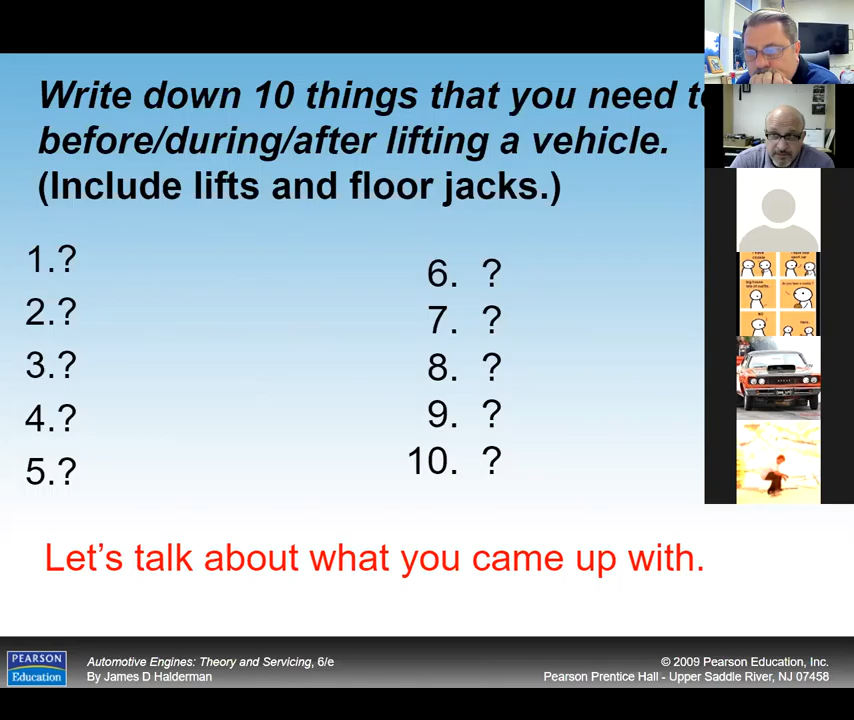 Write down 10 things that you need to
before/during/after lifting a vehicle.
(Include lifts and floor jacks.)
1.?
2.?
3.?
4.?
5.?
6. ?
7. ?
8. ?
9. ?
10. ?
Let’s talk about what you came up with.
PEARSON
Education
Automotive Engines: Theory and Servicing, 6/e
By James D Halderman
© 2009 Pearson Education, Inc.
Pearson Prentice Hall - Upper Saddle River, NJ 07458